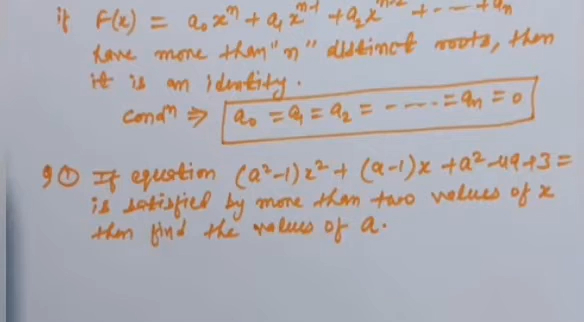 if F(x) = a₀xⁿ + a₁xⁿ⁻¹ + a₂xⁿ⁻² + --- + aₙ
have more than "n" distinct roots, then
it is an identity.
condⁿ ⇒ a₀ = a₁ = a₂ = ----- = aₙ = 0
Q① If equation (a²-1)x² + (a-1)x + a²-4a+3 =
is satisfied by more than two values of x
then find the values of a.